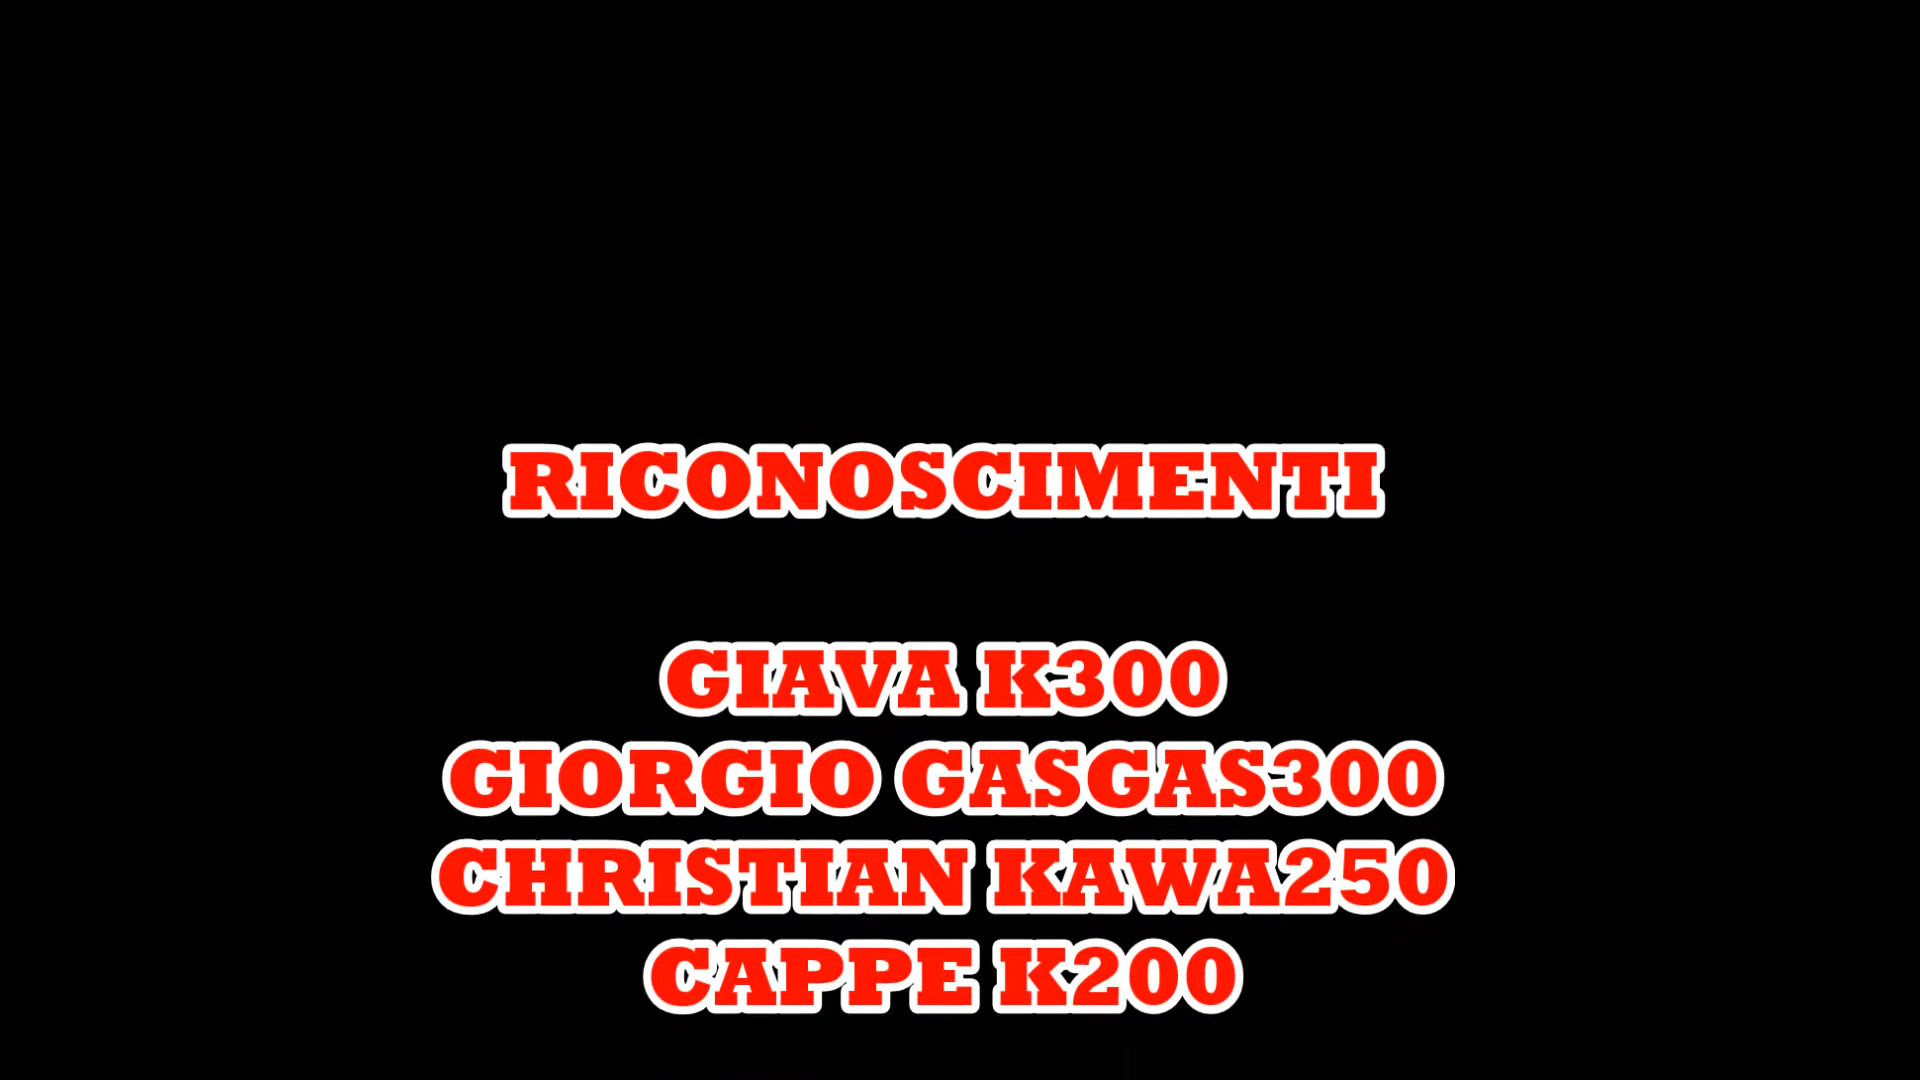 RICONOSCIMENTI
GIAVA K300
GIORGIO GASGAS300
CHRISTIAN KAWA250
CAPPE K200